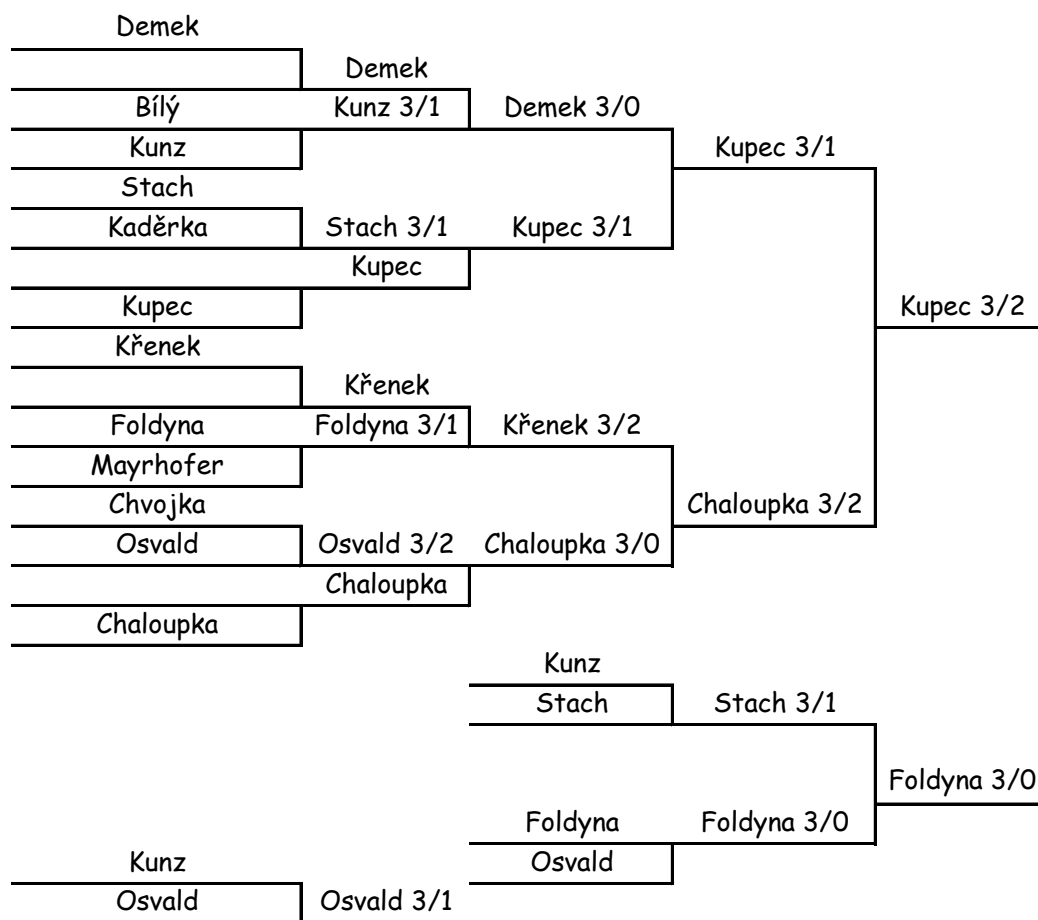 Demek
Demek
Bílý Kunz 3/1 Demek 3/0
Kunz Kupec 3/1
Stach
Kaděrka Stach 3/1 Kupec 3/1
Kupec
Kupec Kupec 3/2
Křenek
Křenek
Foldyna Foldyna 3/1 Křenek 3/2
Mayrhofer
Chvojka Chaloupka 3/2
Osvald Osvald 3/2 Chaloupka 3/0
Chaloupka
Chaloupka
Kunz
Stach Stach 3/1
Foldyna 3/0
Foldyna Foldyna 3/0
Kunz Osvald
Osvald Osvald 3/1